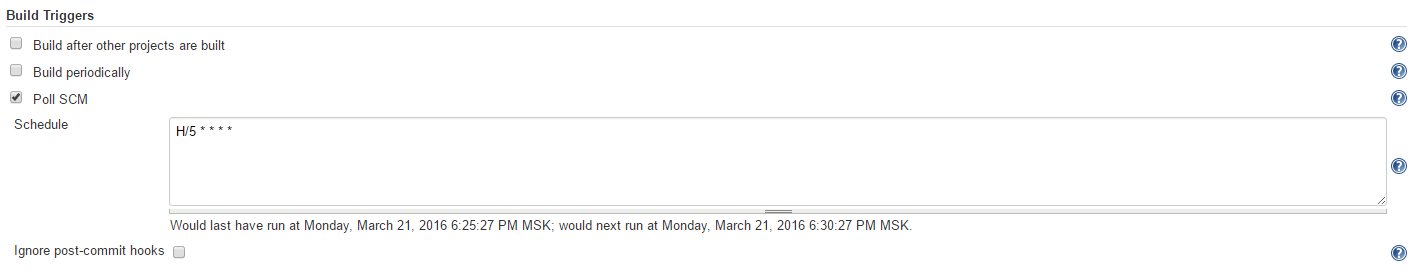 Build Triggers
Build after other projects are built
Build periodically
Poll SCM
Schedule
H/5 * * * *
Would last have run at Monday, March 21, 2016 6:25:27 PM MSK; would next run at Monday, March 21, 2016 6:30:27 PM MSK.
Ignore post-commit hooks